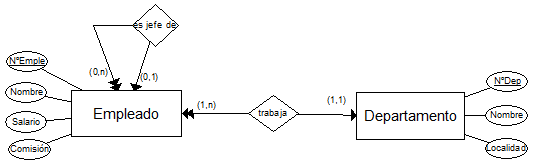 es jefe de
NºEmple
(0,n)
(0,1)
Nombre
Salario
Comisión
Empleado
(1,n)
trabaja
(1,1)
Departamento
NºDep
Nombre
Localidad